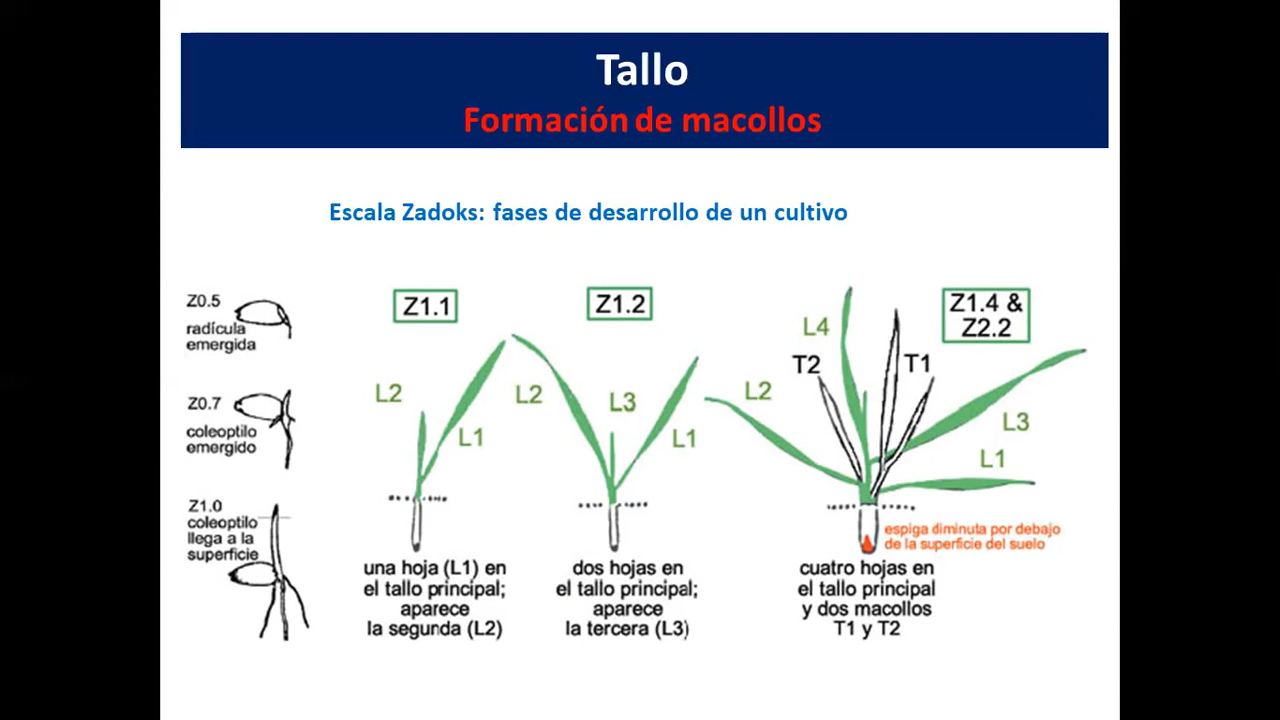 Tallo
Formación de macollos
Escala Zadoks: fases de desarrollo de un cultivo
Z0.5
radícula
emergida
Z0.7
coleoptilo
emergido
Z1.0
coleoptilo
llega a la
superficie
Z1.1
L2
L1
una hoja (L1) en
el tallo principal;
aparece
la segunda (L2)
Z1.2
L2
L3
L1
dos hojas en
el tallo principal;
aparece
la tercera (L3)
Z1.4 &
Z2.2
L4
T2
T1
L2
L3
L1
espiga diminuta por debajo
de la superficie del suelo
cuatro hojas en
el tallo principal
y dos macollos
T1 y T2